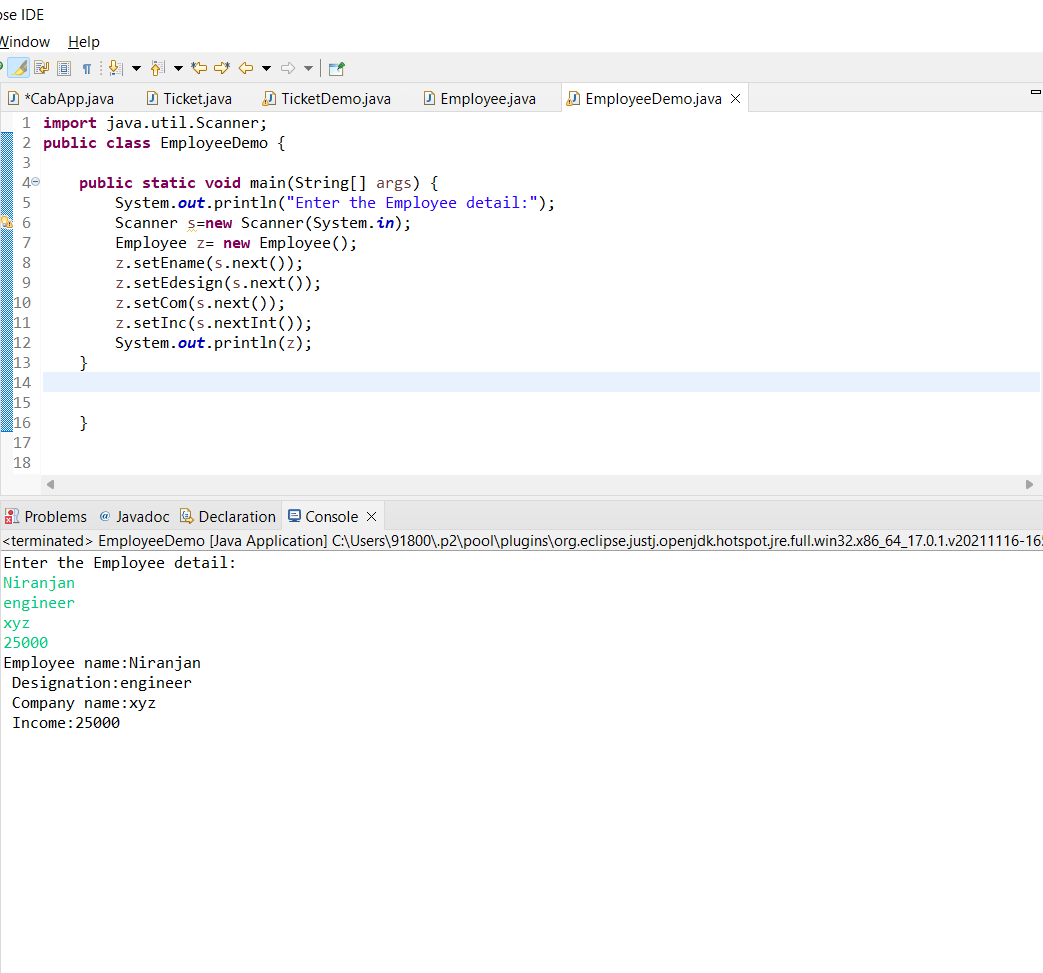 ose IDE
Window Help
*CabApp.java Ticket.java TicketDemo.java Employee.java EmployeeDemo.java
1 import java.util.Scanner;
2 public class EmployeeDemo {
3
4 public static void main(String[] args) {
5 System.out.println("Enter the Employee detail:");
6 Scanner s=new Scanner(System.in);
7 Employee z= new Employee();
8 z.setEname(s.next());
9 z.setEdesign(s.next());
10 z.setCom(s.next());
11 z.setInc(s.nextInt());
12 System.out.println(z);
13 }
14
15
16 }
17
18
Problems @ Javadoc Declaration Console
<terminated> EmployeeDemo [Java Application] C:\Users\91800\.p2\pool\plugins\org.eclipse.justj.openjdk.hotspot.jre.full.win32.x86_64_17.0.1.v20211116-165
Enter the Employee detail:
Niranjan
engineer
xyz
25000
Employee name:Niranjan
Designation:engineer
Company name:xyz
Income:25000